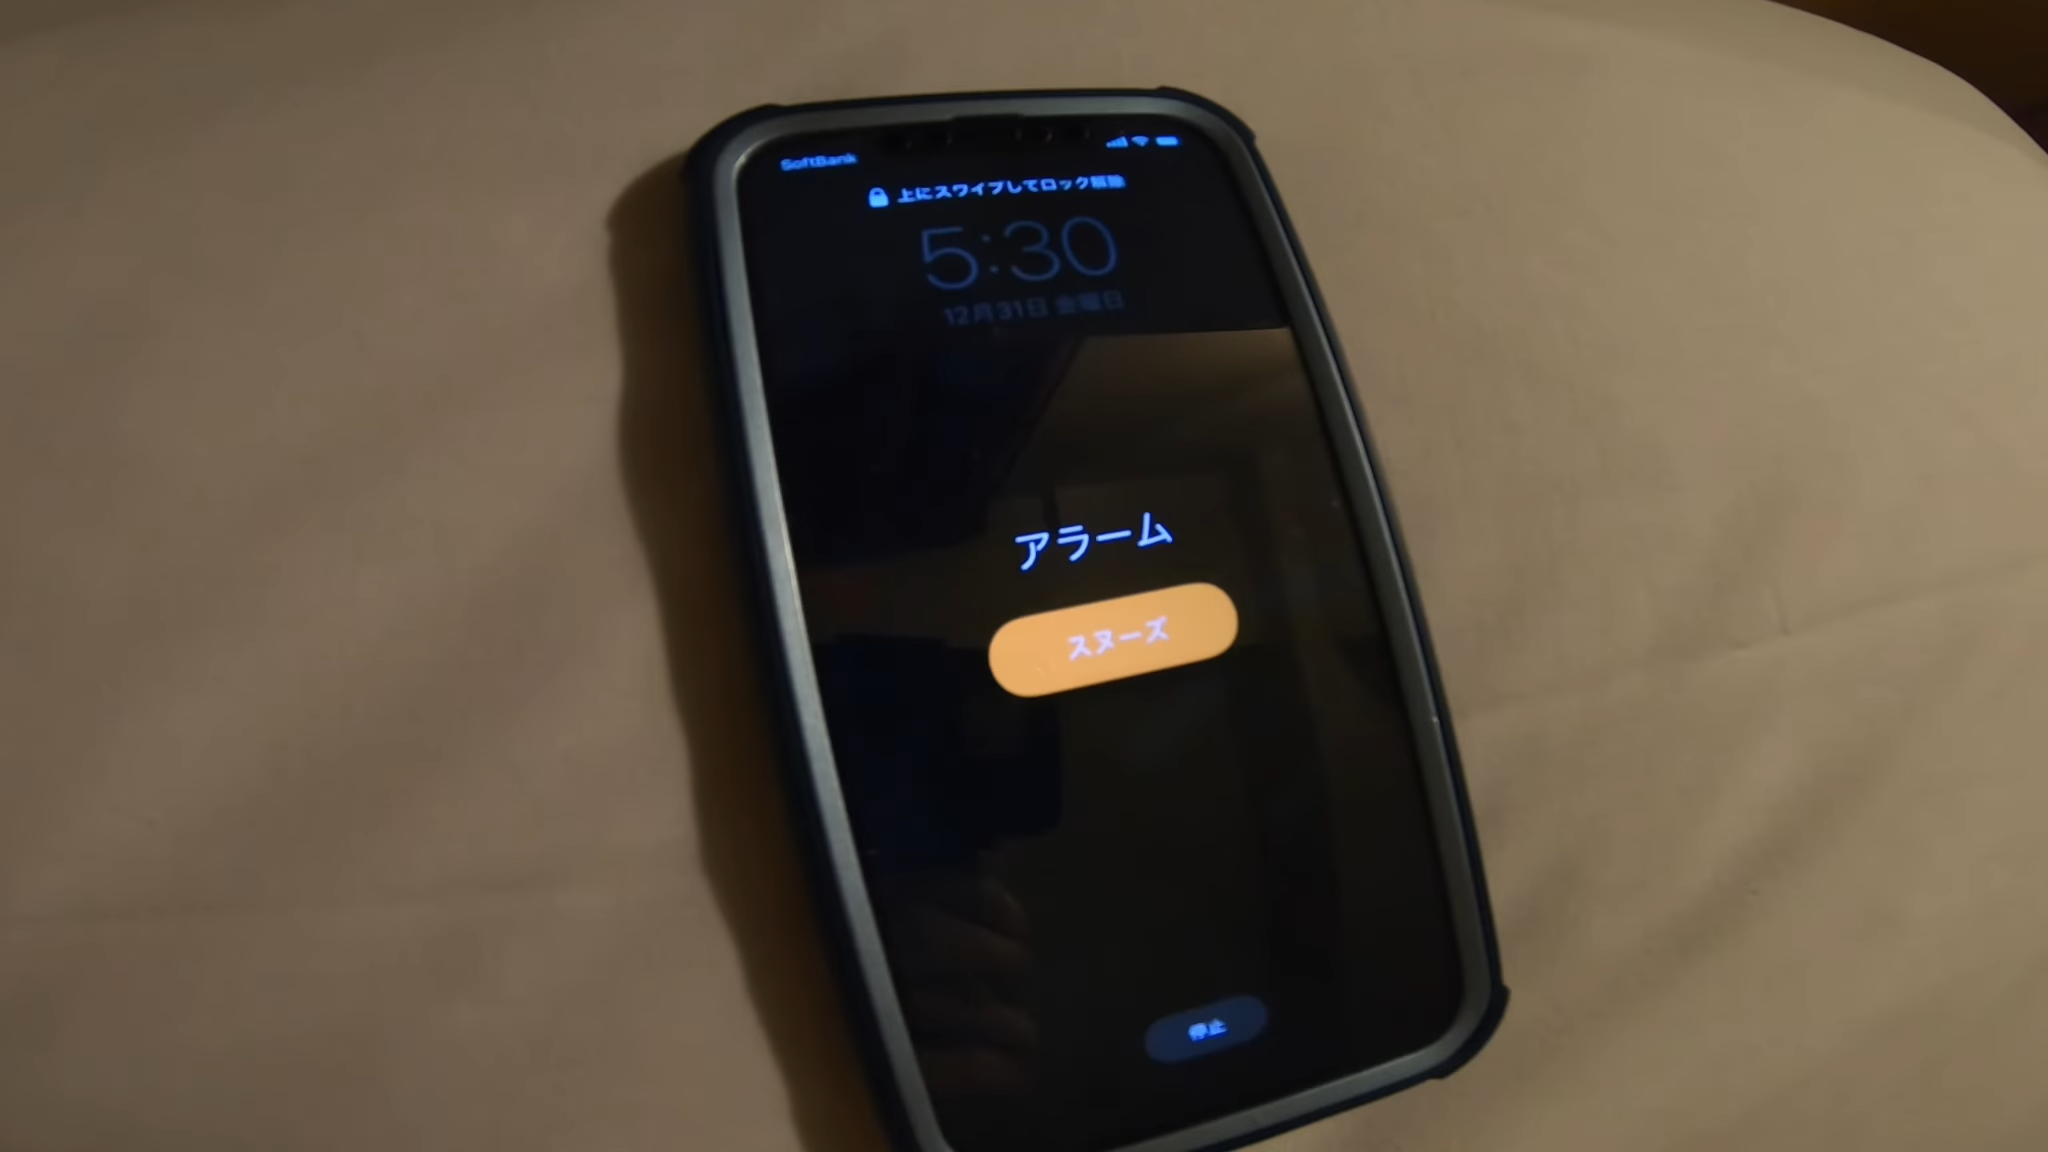 SoftBank
上にスワイプしてロック解除
5:30
12月31日 金曜日
アラーム
スヌーズ
停止